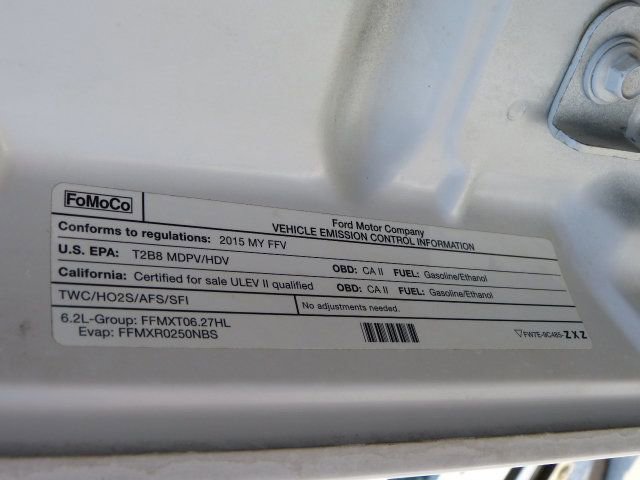 FoMoCo
Ford Motor Company
VEHICLE EMISSION CONTROL INFORMATION
Conforms to regulations: 2015 MY FFV
U.S. EPA: T2B8 MDPV/HDV OBD: CA II FUEL: Gasoline/Ethanol
California: Certified for sale ULEV II qualified OBD: CA II FUEL: Gasoline/Ethanol
TWC/HO2S/AFS/SFI No adjustments needed.
6.2L-Group: FFMXT06.27HL
Evap: FFMXR0250NBS
FW7E-9C485-ZXZ